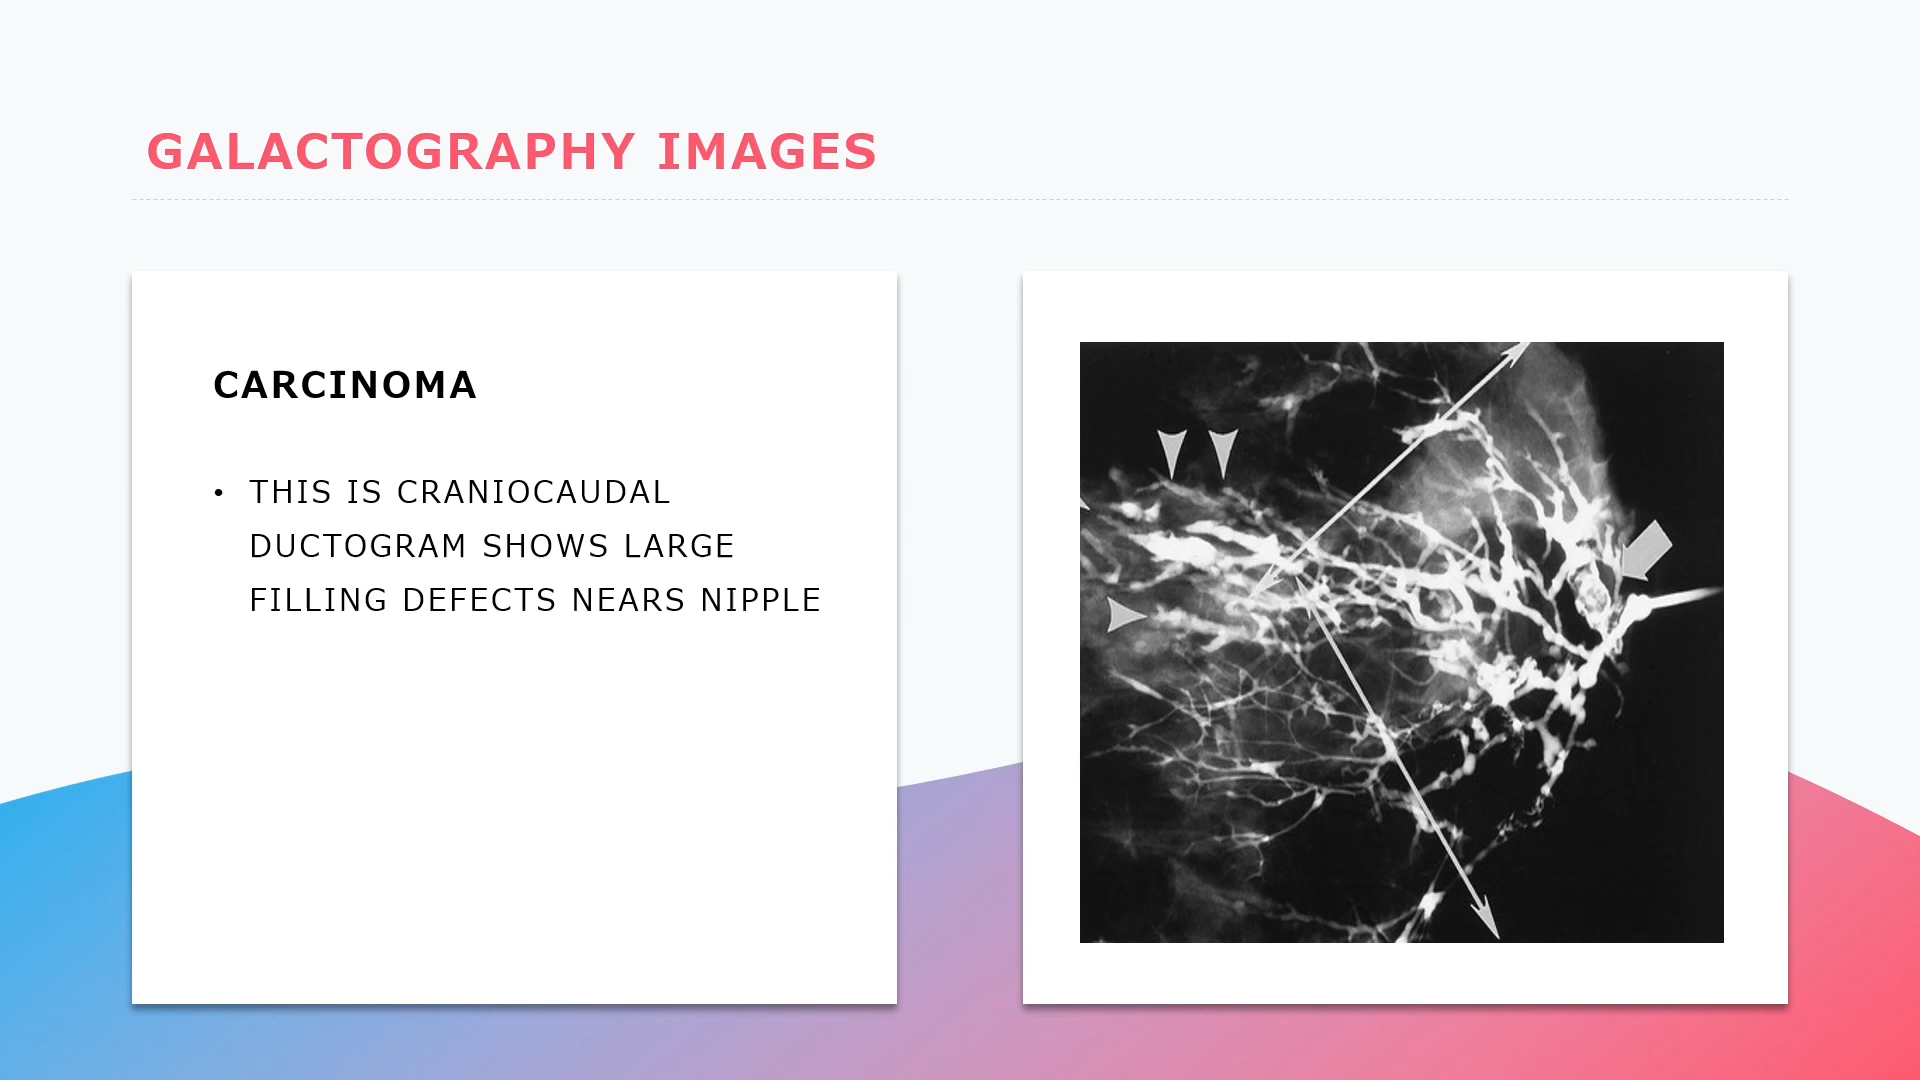 GALACTOGRAPHY IMAGES
CARCINOMA
• THIS IS CRANIOCAUDAL
DUCTOGRAM SHOWS LARGE
FILLING DEFECTS NEARS NIPPLE